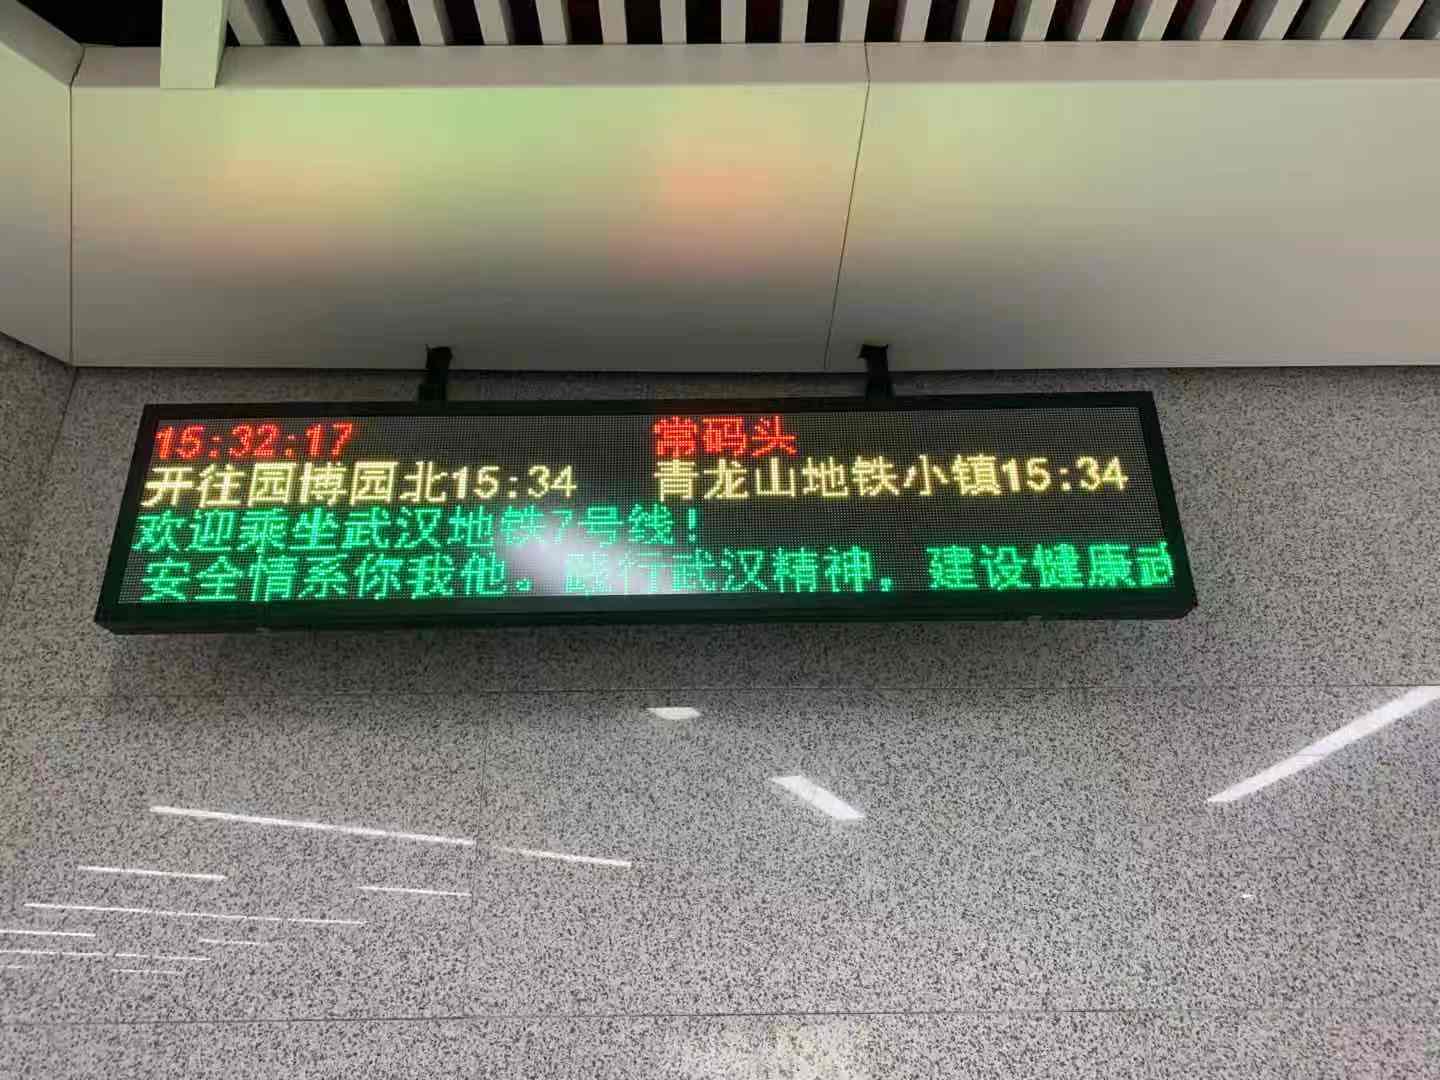 15:32:17 常码头
开往园博园北15:34 青龙山地铁小镇15:34
欢迎乘坐武汉地铁7号线！
安全情系你我他。践行武汉精神，建设健康武